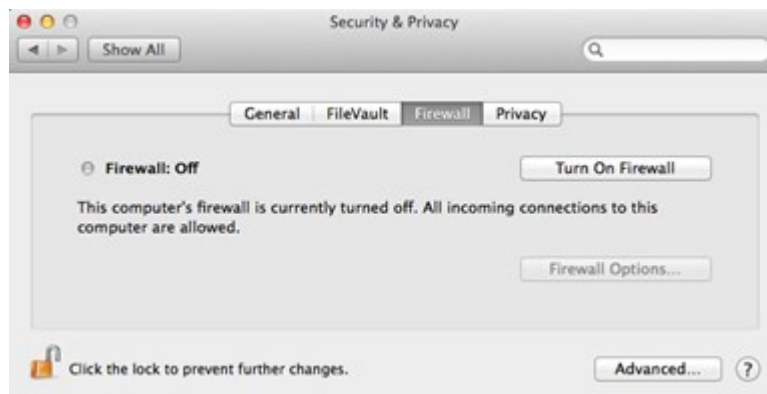 Security & Privacy
Show All
General FileVault Firewall Privacy
Firewall: Off
Turn On Firewall
This computer's firewall is currently turned off. All incoming connections to this
computer are allowed.
Firewall Options...
Click the lock to prevent further changes.
Advanced...
?